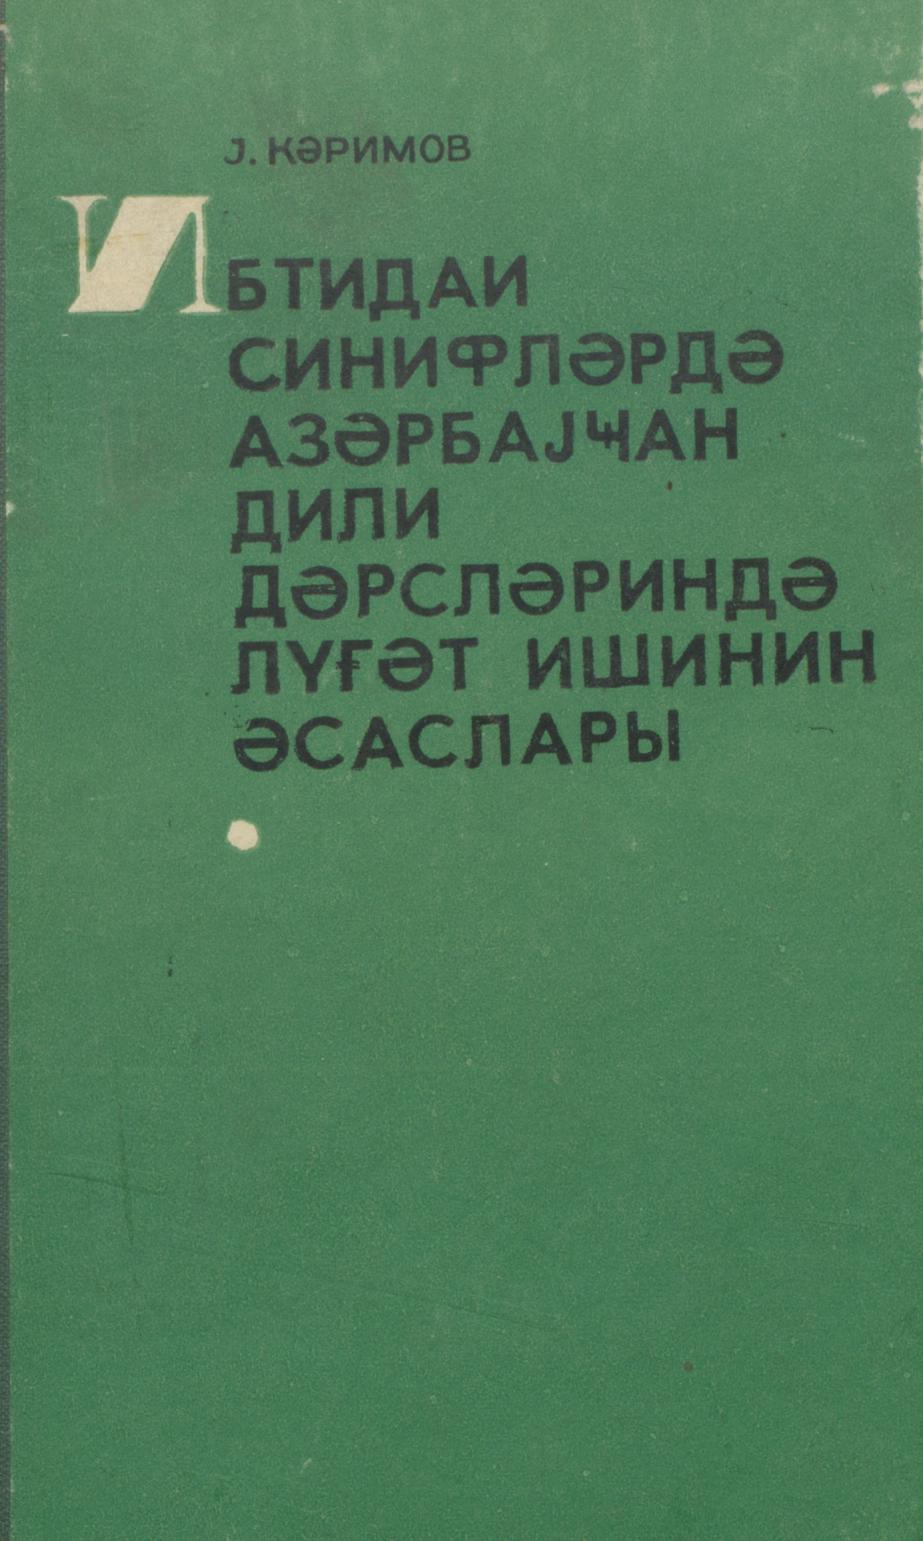 Ј. КӘРИМОВ
ИБТИДАИ
СИНИФЛӘРДӘ
АЗӘРБАЈҸАН
ДИЛИ
ДӘРСЛӘРИНДӘ
ЛҮҒӘТ ИШИНИН
ӘСАСЛАРЫ